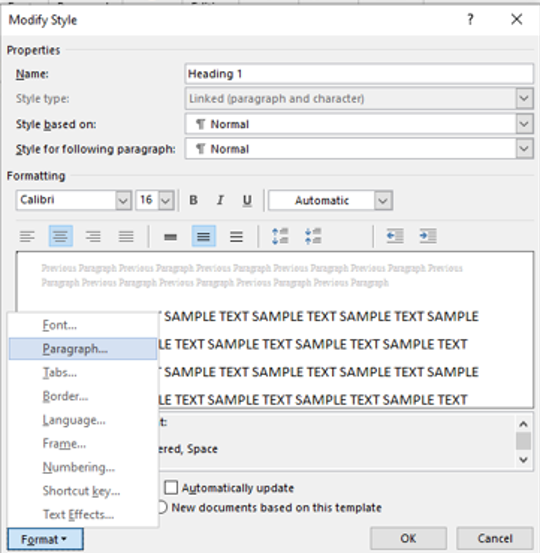 Modify Style
Properties
Name: Heading 1
Style type: Linked (paragraph and character)
Style based on: ¶ Normal
Style for following paragraph: ¶ Normal
Formatting
Calibri 16 B I U Automatic
Previous Paragraph Previous Paragraph Previous Paragraph Previous Paragraph Previous Paragraph
Previous Paragraph Previous Paragraph Previous Paragraph Previous Paragraph
T SAMPLE TEXT SAMPLE TEXT SAMPLE TEXT SAMPLE
LE TEXT SAMPLE TEXT SAMPLE TEXT SAMPLE TEXT
T SAMPLE TEXT SAMPLE TEXT SAMPLE TEXT SAMPLE
LE TEXT SAMPLE TEXT SAMPLE TEXT SAMPLE TEXT
Font...
Paragraph...
Tabs...
Border...
Language...
Frame...
Numbering...
Shortcut key...
Text Effects...
t:
ered, Space
Automatically update
New documents based on this template
Format
OK
Cancel